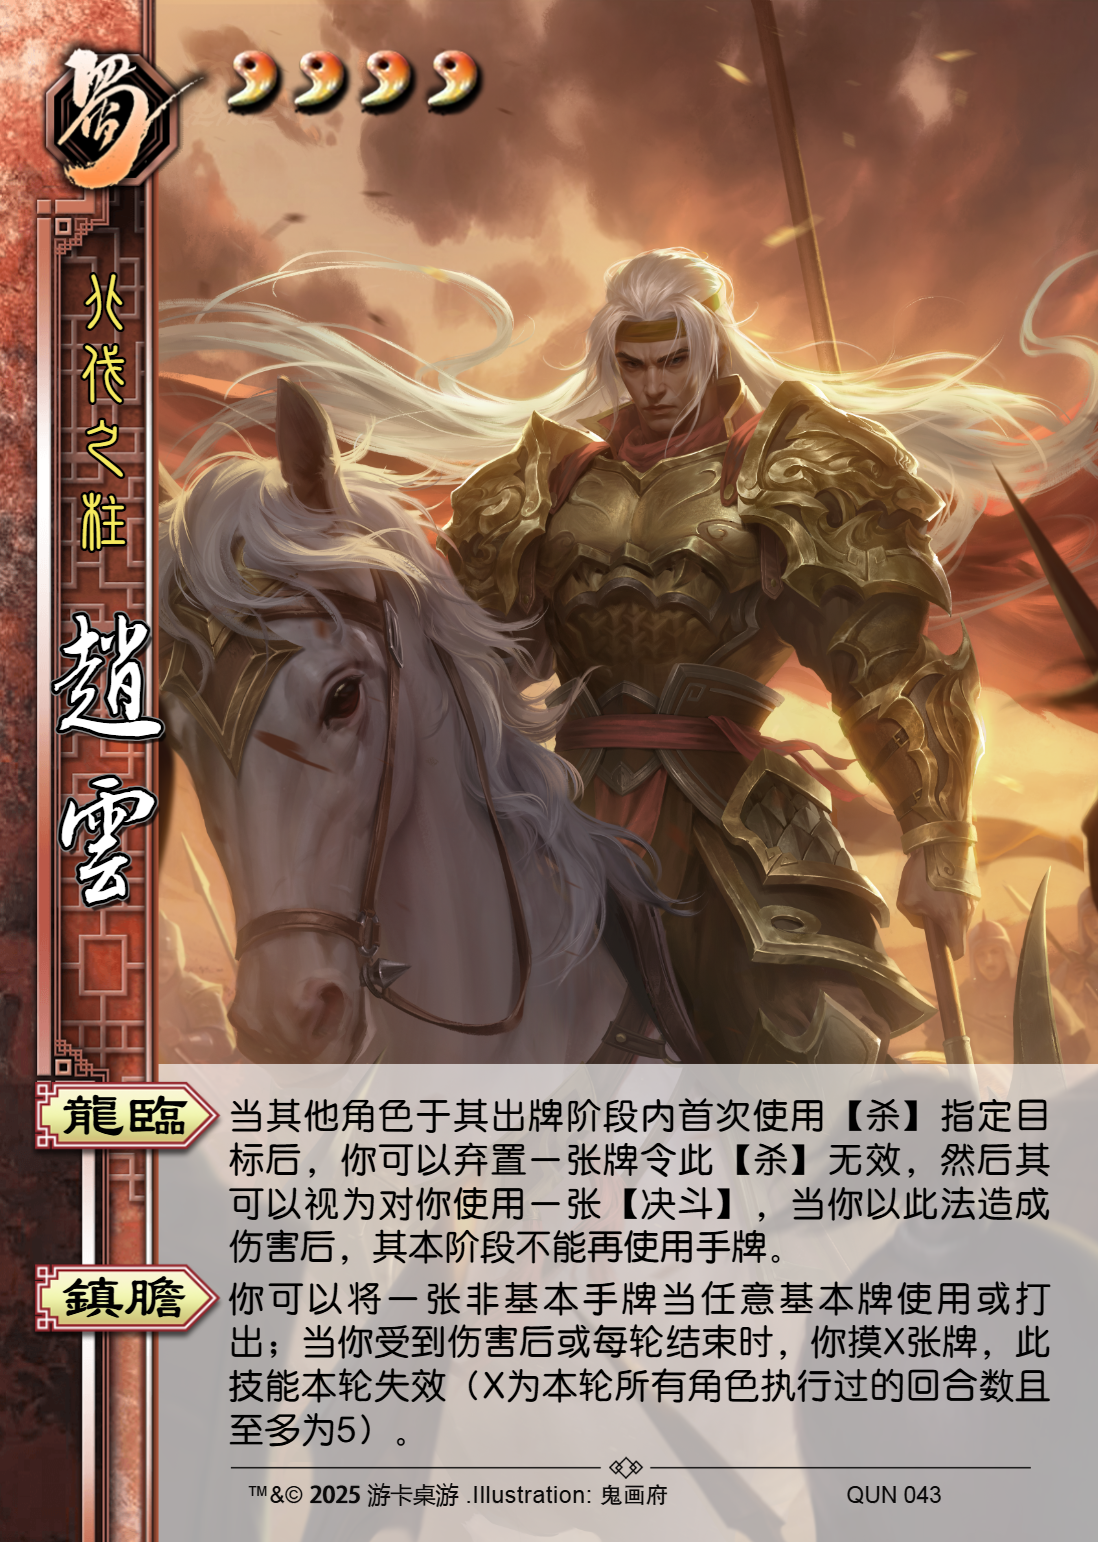 蜀
北伐之柱
趙雲
龍臨
当其他角色于其出牌阶段内首次使用【杀】指定目
标后，你可以弃置一张牌令此【杀】无效，然后其
可以视为对你使用一张【决斗】，当你以此法造成
伤害后，其本阶段不能再使用手牌。
鎮膽
你可以将一张非基本手牌当任意基本牌使用或打
出；当你受到伤害后或每轮结束时，你摸X张牌，此
技能本轮失效（X为本轮所有角色执行过的回合数且
至多为5）。
™&© 2025 游卡桌游 .Illustration: 鬼画府
QUN 043